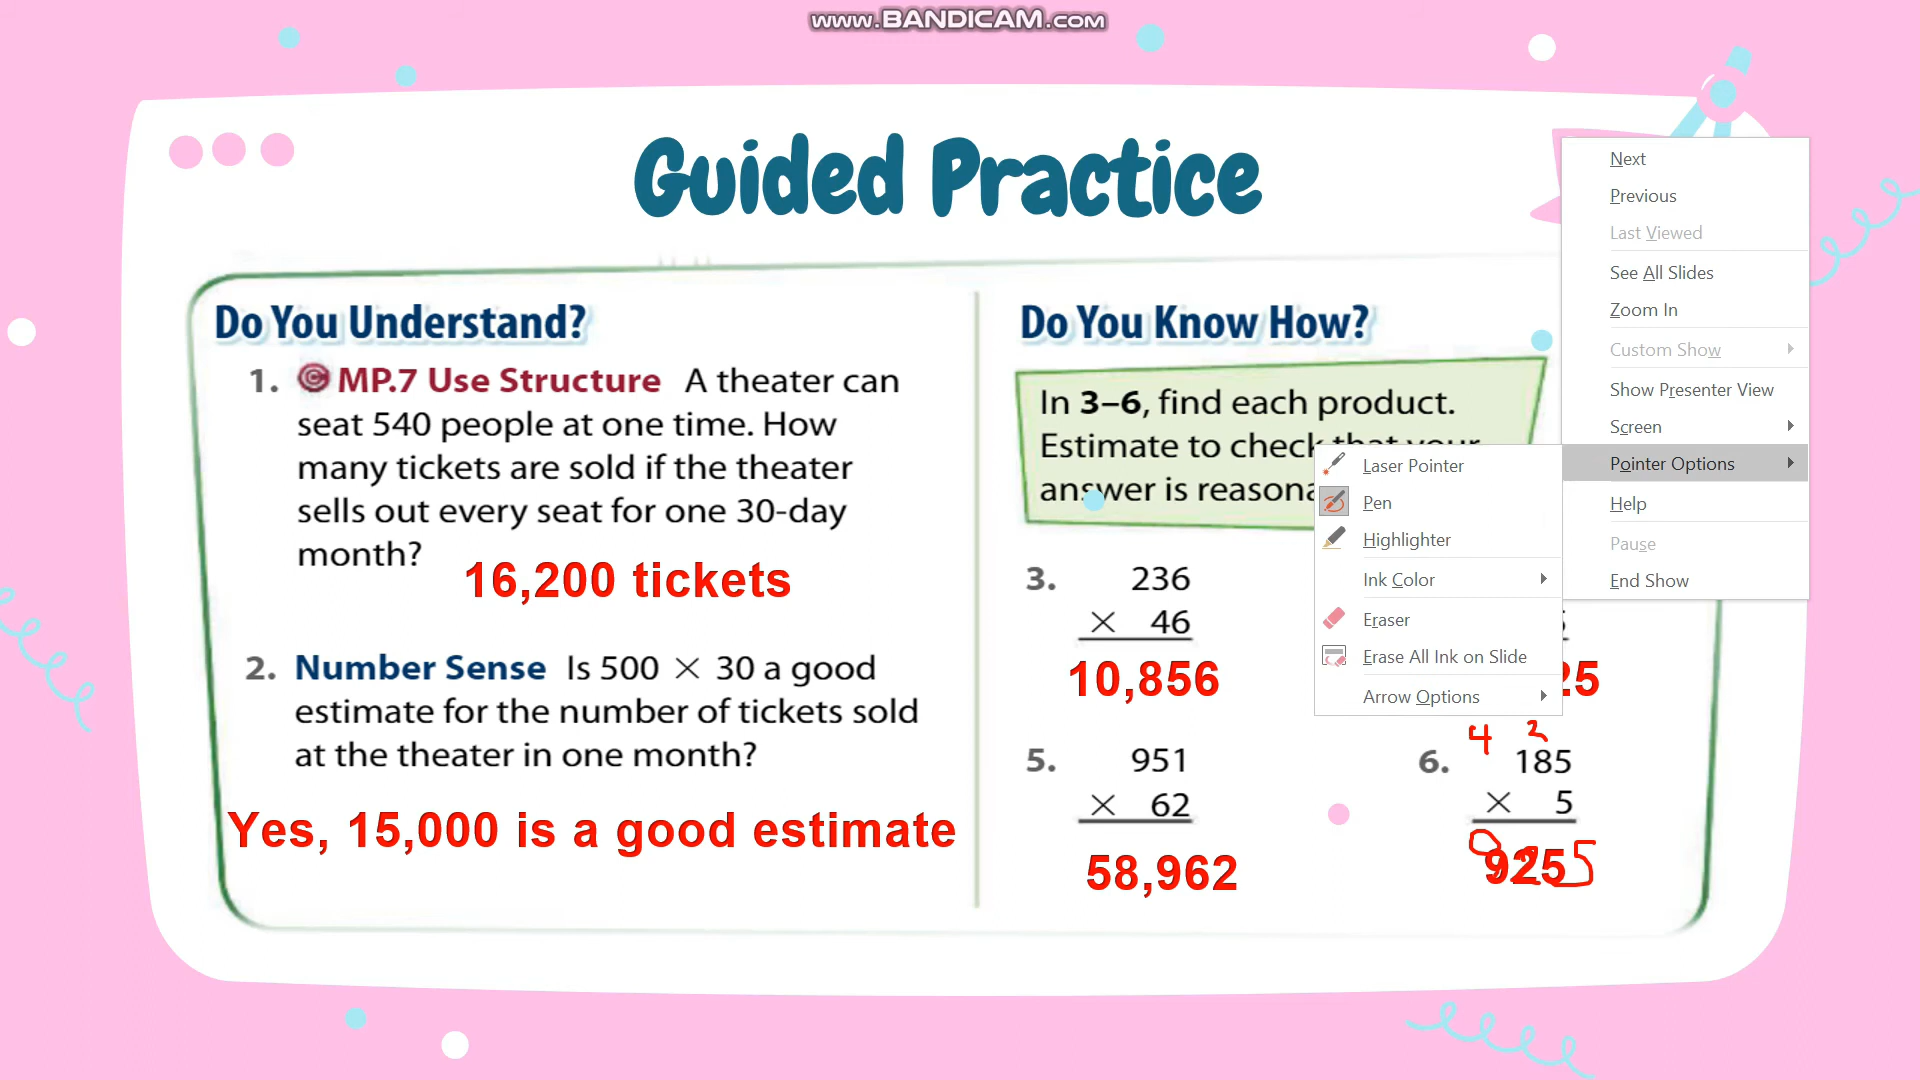 www.BANDICAM.com
Guided Practice
Do You Understand?
1. MP.7 Use Structure A theater can
seat 540 people at one time. How
many tickets are sold if the theater
sells out every seat for one 30-day
month?
16,200 tickets
2. Number Sense Is 500 × 30 a good
estimate for the number of tickets sold
at the theater in one month?
Yes, 15,000 is a good estimate
Do You Know How?
In 3–6, find each product.
Estimate to check that your
answer is reasona
3. 236
× 46
10,856
25
5. 951
× 62
58,962
4 2
6. 185
× 5
925
5
Next
Previous
Last Viewed
See All Slides
Zoom In
Custom Show
Show Presenter View
Screen
Pointer Options
Help
Pause
End Show
Laser Pointer
Pen
Highlighter
Ink Color
Eraser
Erase All Ink on Slide
Arrow Options